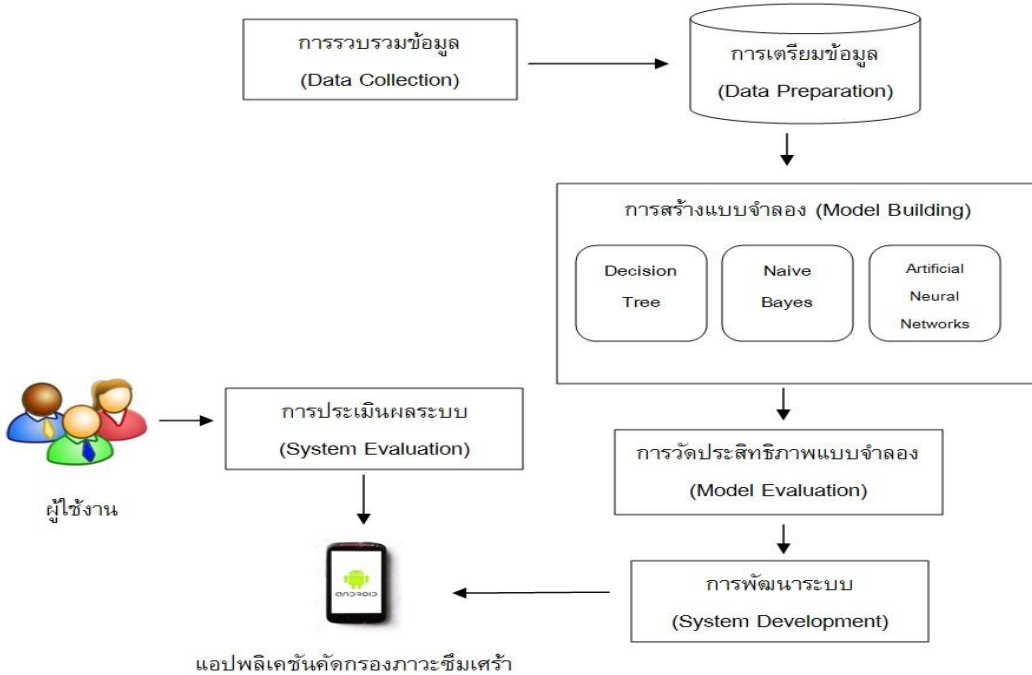 การรวบรวมข้อมูล
(Data Collection)
การเตรียมข้อมูล
(Data Preparation)
การสร้างแบบจำลอง (Model Building)
Decision
Tree
Naive
Bayes
Artificial
Neural
Networks
การประเมินผลระบบ
(System Evaluation)
การวัดประสิทธิภาพแบบจำลอง
(Model Evaluation)
ผู้ใช้งาน
การพัฒนาระบบ
(System Development)
ANDROID
แอปพลิเคชันคัดกรองภาวะซึมเศร้า